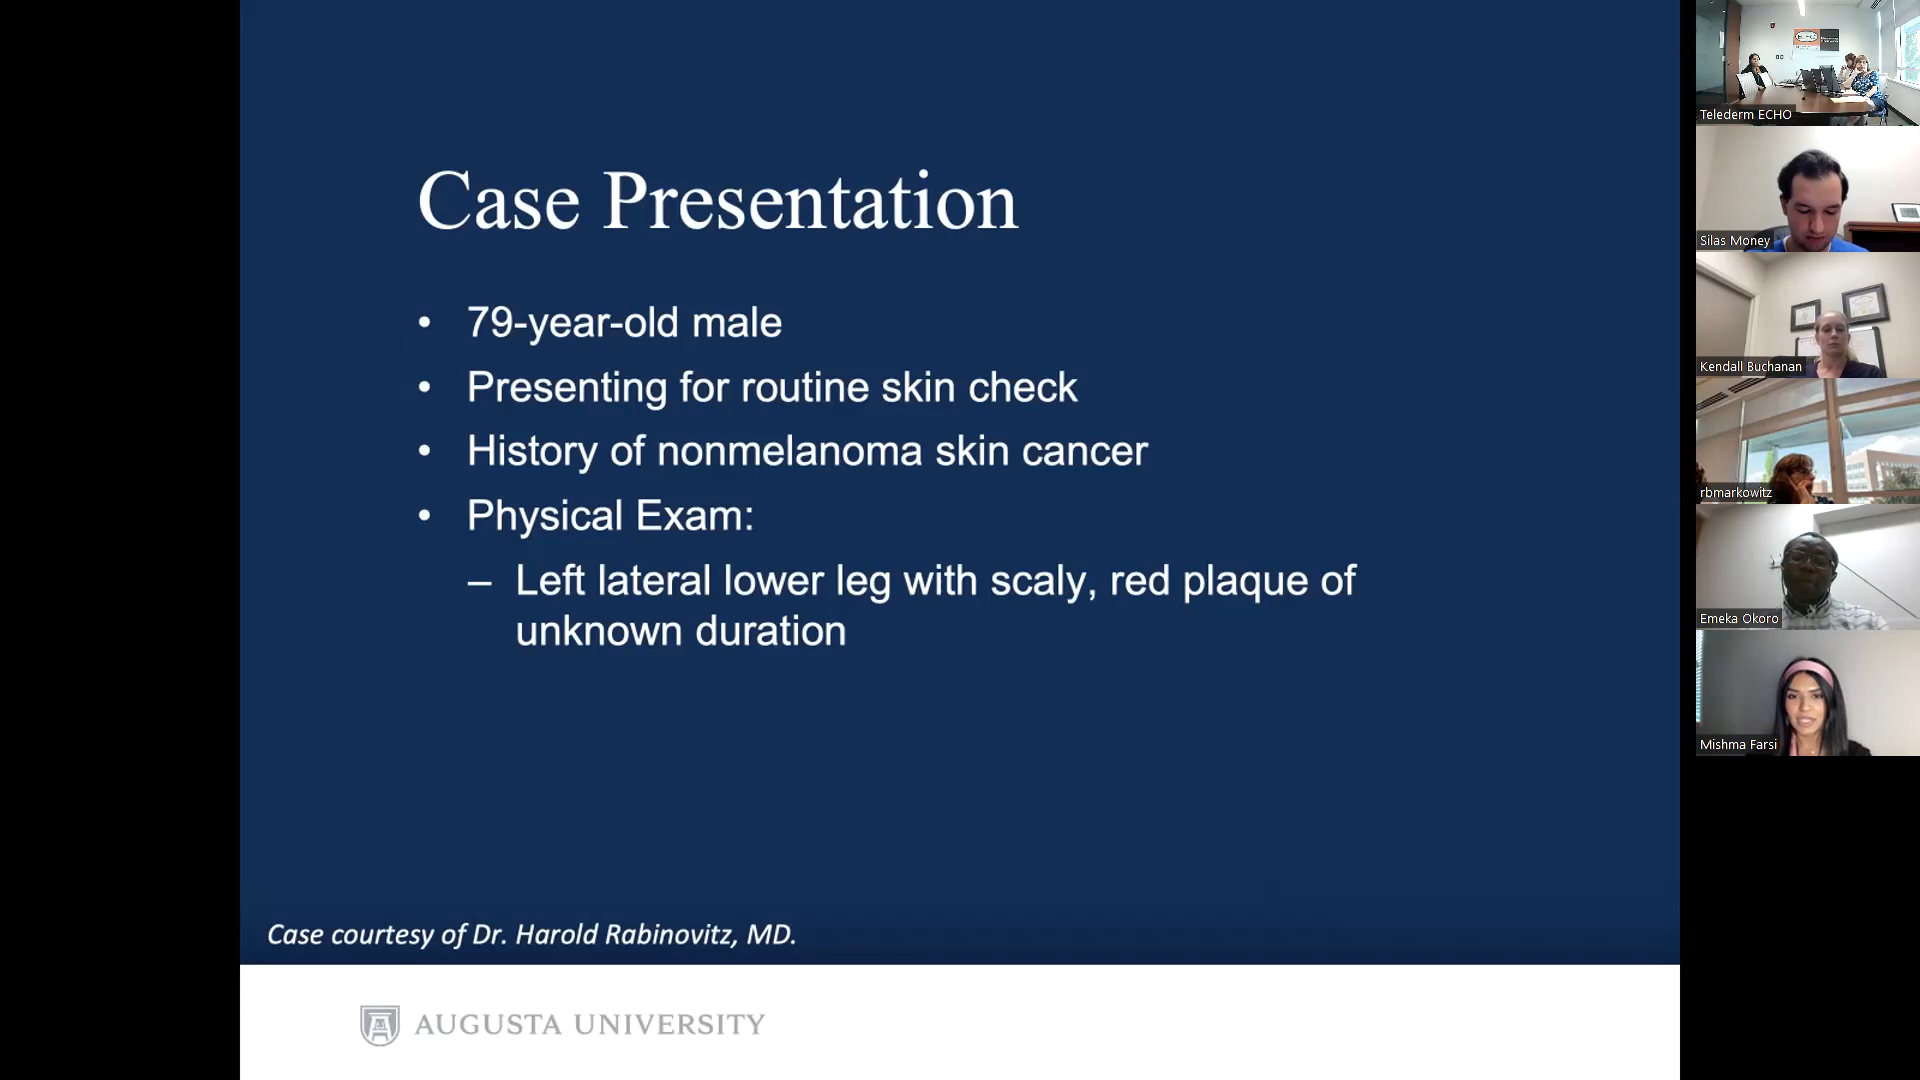 Case Presentation
• 79-year-old male
• Presenting for routine skin check
• History of nonmelanoma skin cancer
• Physical Exam:
– Left lateral lower leg with scaly, red plaque of
unknown duration
Case courtesy of Dr. Harold Rabinovitz, MD.
AUGUSTA UNIVERSITY
Telederm ECHO
Silas Money
Kendall Buchanan
rbmarkowitz
Emeka Okoro
Mishma Farsi